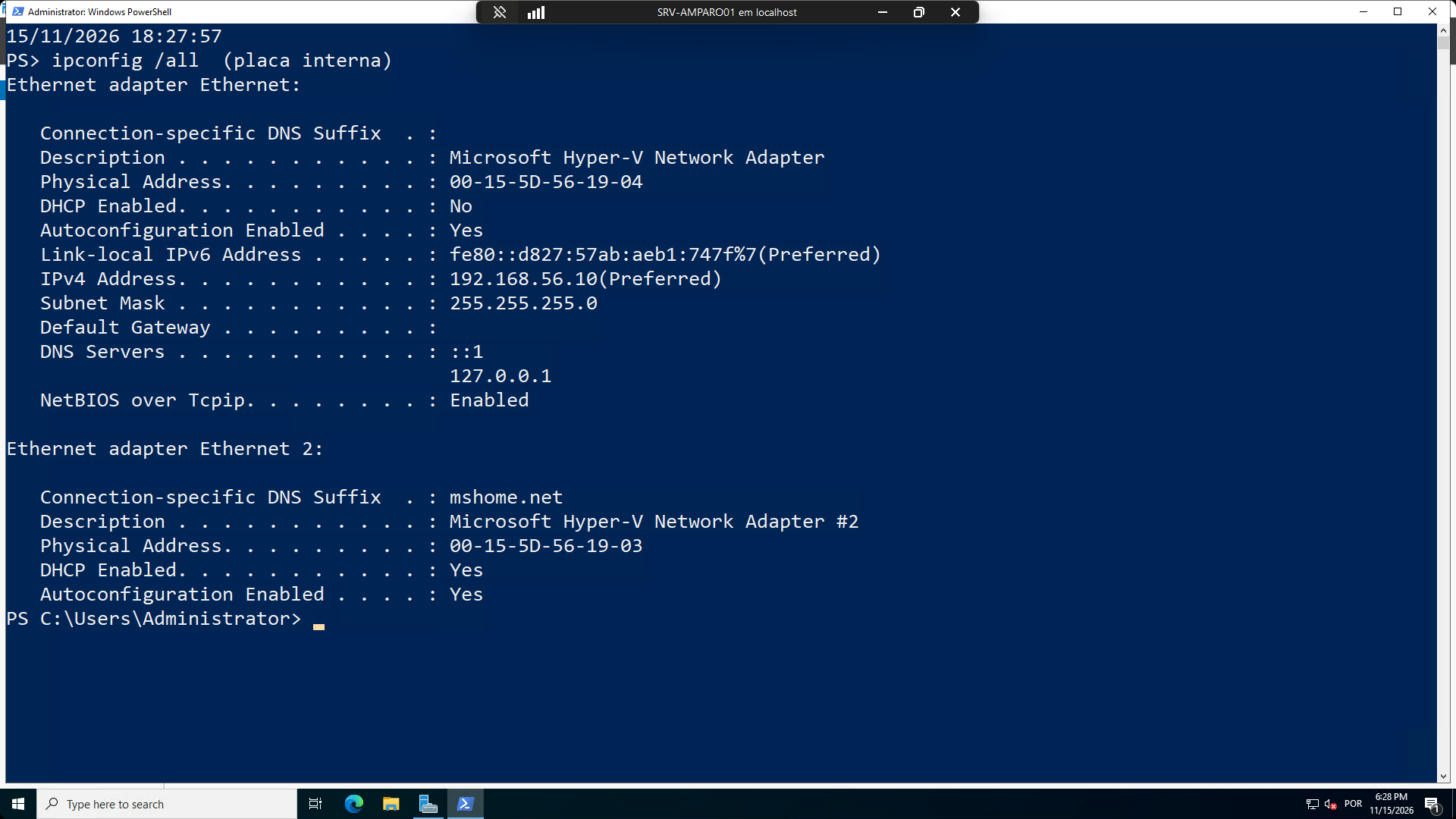 Administrator: Windows PowerShell
SRV-AMPARO01 em localhost
15/11/2026 18:27:57
PS> ipconfig /all  (placa interna)
Ethernet adapter Ethernet:
Connection-specific DNS Suffix  . :
Description . . . . . . . . . . . : Microsoft Hyper-V Network Adapter
Physical Address. . . . . . . . . : 00-15-5D-56-19-04
DHCP Enabled. . . . . . . . . . . : No
Autoconfiguration Enabled . . . . : Yes
Link-local IPv6 Address . . . . . : fe80::d827:57ab:aeb1:747f%7(Preferred)
IPv4 Address. . . . . . . . . . . : 192.168.56.10(Preferred)
Subnet Mask . . . . . . . . . . . : 255.255.255.0
Default Gateway . . . . . . . . . :
DNS Servers . . . . . . . . . . . : ::1
127.0.0.1
NetBIOS over Tcpip. . . . . . . . : Enabled
Ethernet adapter Ethernet 2:
Connection-specific DNS Suffix  . : mshome.net
Description . . . . . . . . . . . : Microsoft Hyper-V Network Adapter #2
Physical Address. . . . . . . . . : 00-15-5D-56-19-03
DHCP Enabled. . . . . . . . . . . : Yes
Autoconfiguration Enabled . . . . : Yes
PS C:\Users\Administrator>
Type here to search
POR
6:28 PM
11/15/2026
1